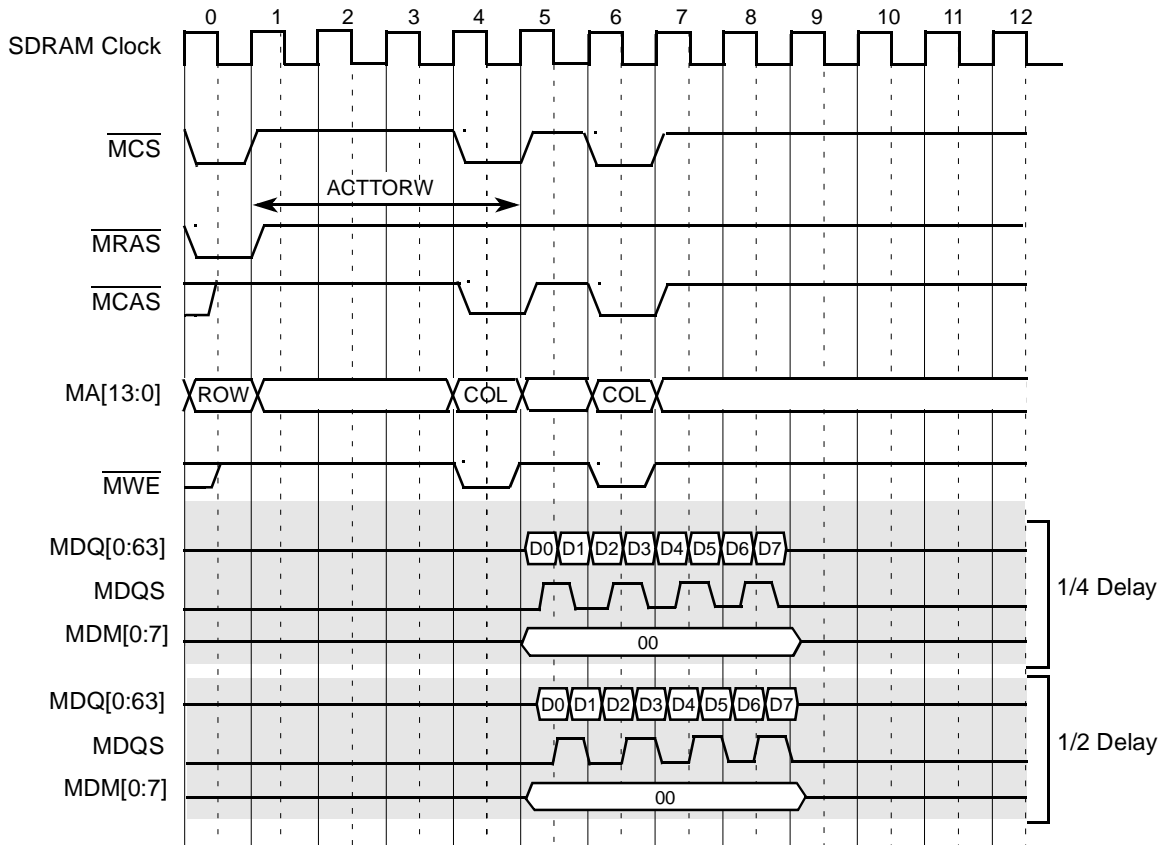 0 1 2 3 4 5 6 7 8 9 10 11 12
SDRAM Clock
MCS
ACTTORW
MRAS
MCAS
MA[13:0] ROW COL COL
MWE
MDQ[0:63] D0 D1 D2 D3 D4 D5 D6 D7
MDQS
1/4 Delay
MDM[0:7] 00
MDQ[0:63] D0 D1 D2 D3 D4 D5 D6 D7
MDQS
1/2 Delay
MDM[0:7] 00